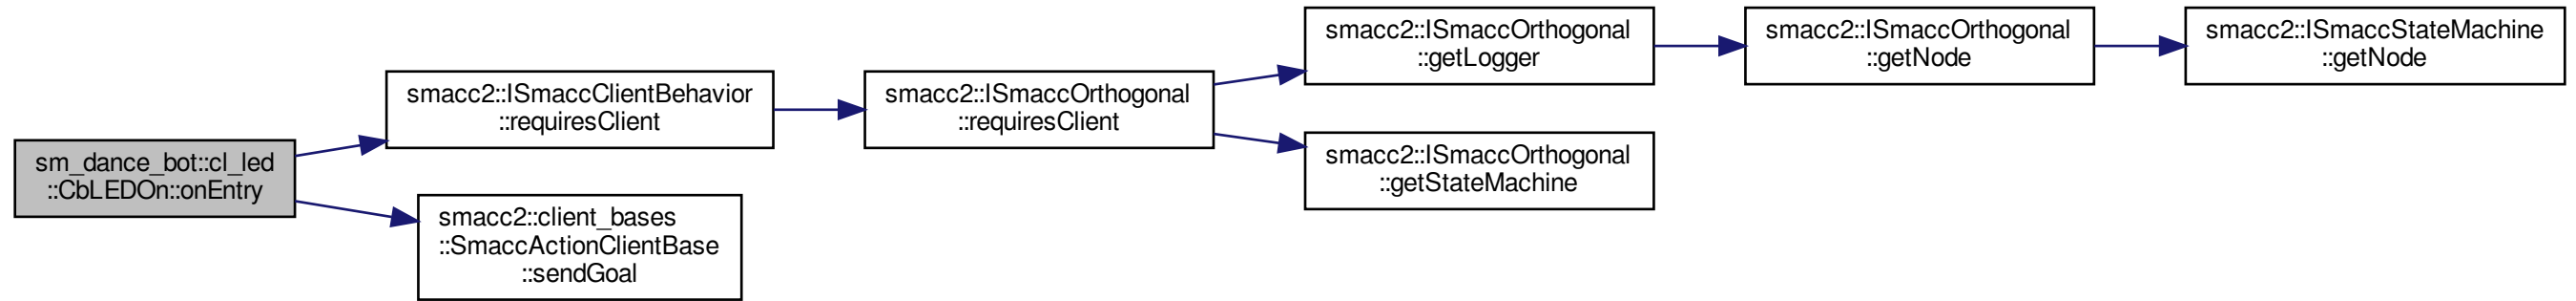 sm_dance_bot::cl_led
::CbLEDOn::onEntry
smacc2::ISmaccClientBehavior
::requiresClient
smacc2::ISmaccOrthogonal
::requiresClient
smacc2::ISmaccOrthogonal
::getLogger
smacc2::ISmaccOrthogonal
::getNode
smacc2::ISmaccStateMachine
::getNode
smacc2::ISmaccOrthogonal
::getStateMachine
smacc2::client_bases
::SmaccActionClientBase
::sendGoal